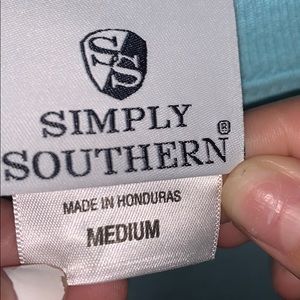 SS
SIMPLY
SOUTHERN®
MADE IN HONDURAS
MEDIUM